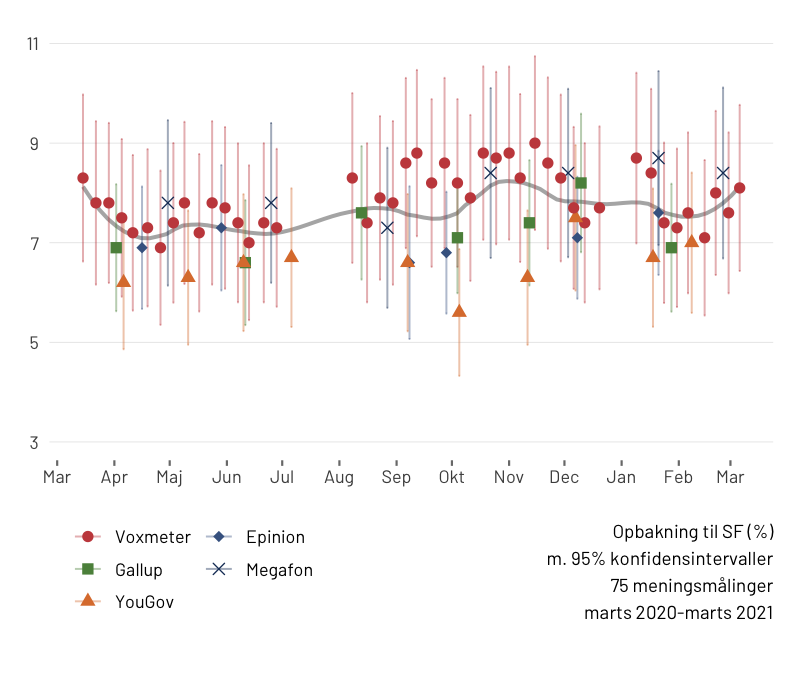 11
9
7
5
3
Mar Apr Maj Jun Jul Aug Sep Okt Nov Dec Jan Feb Mar
Voxmeter Epinion
Gallup Megafon
YouGov
Opbakning til SF (%)
m. 95% konfidensintervaller
75 meningsmålinger
marts 2020-marts 2021